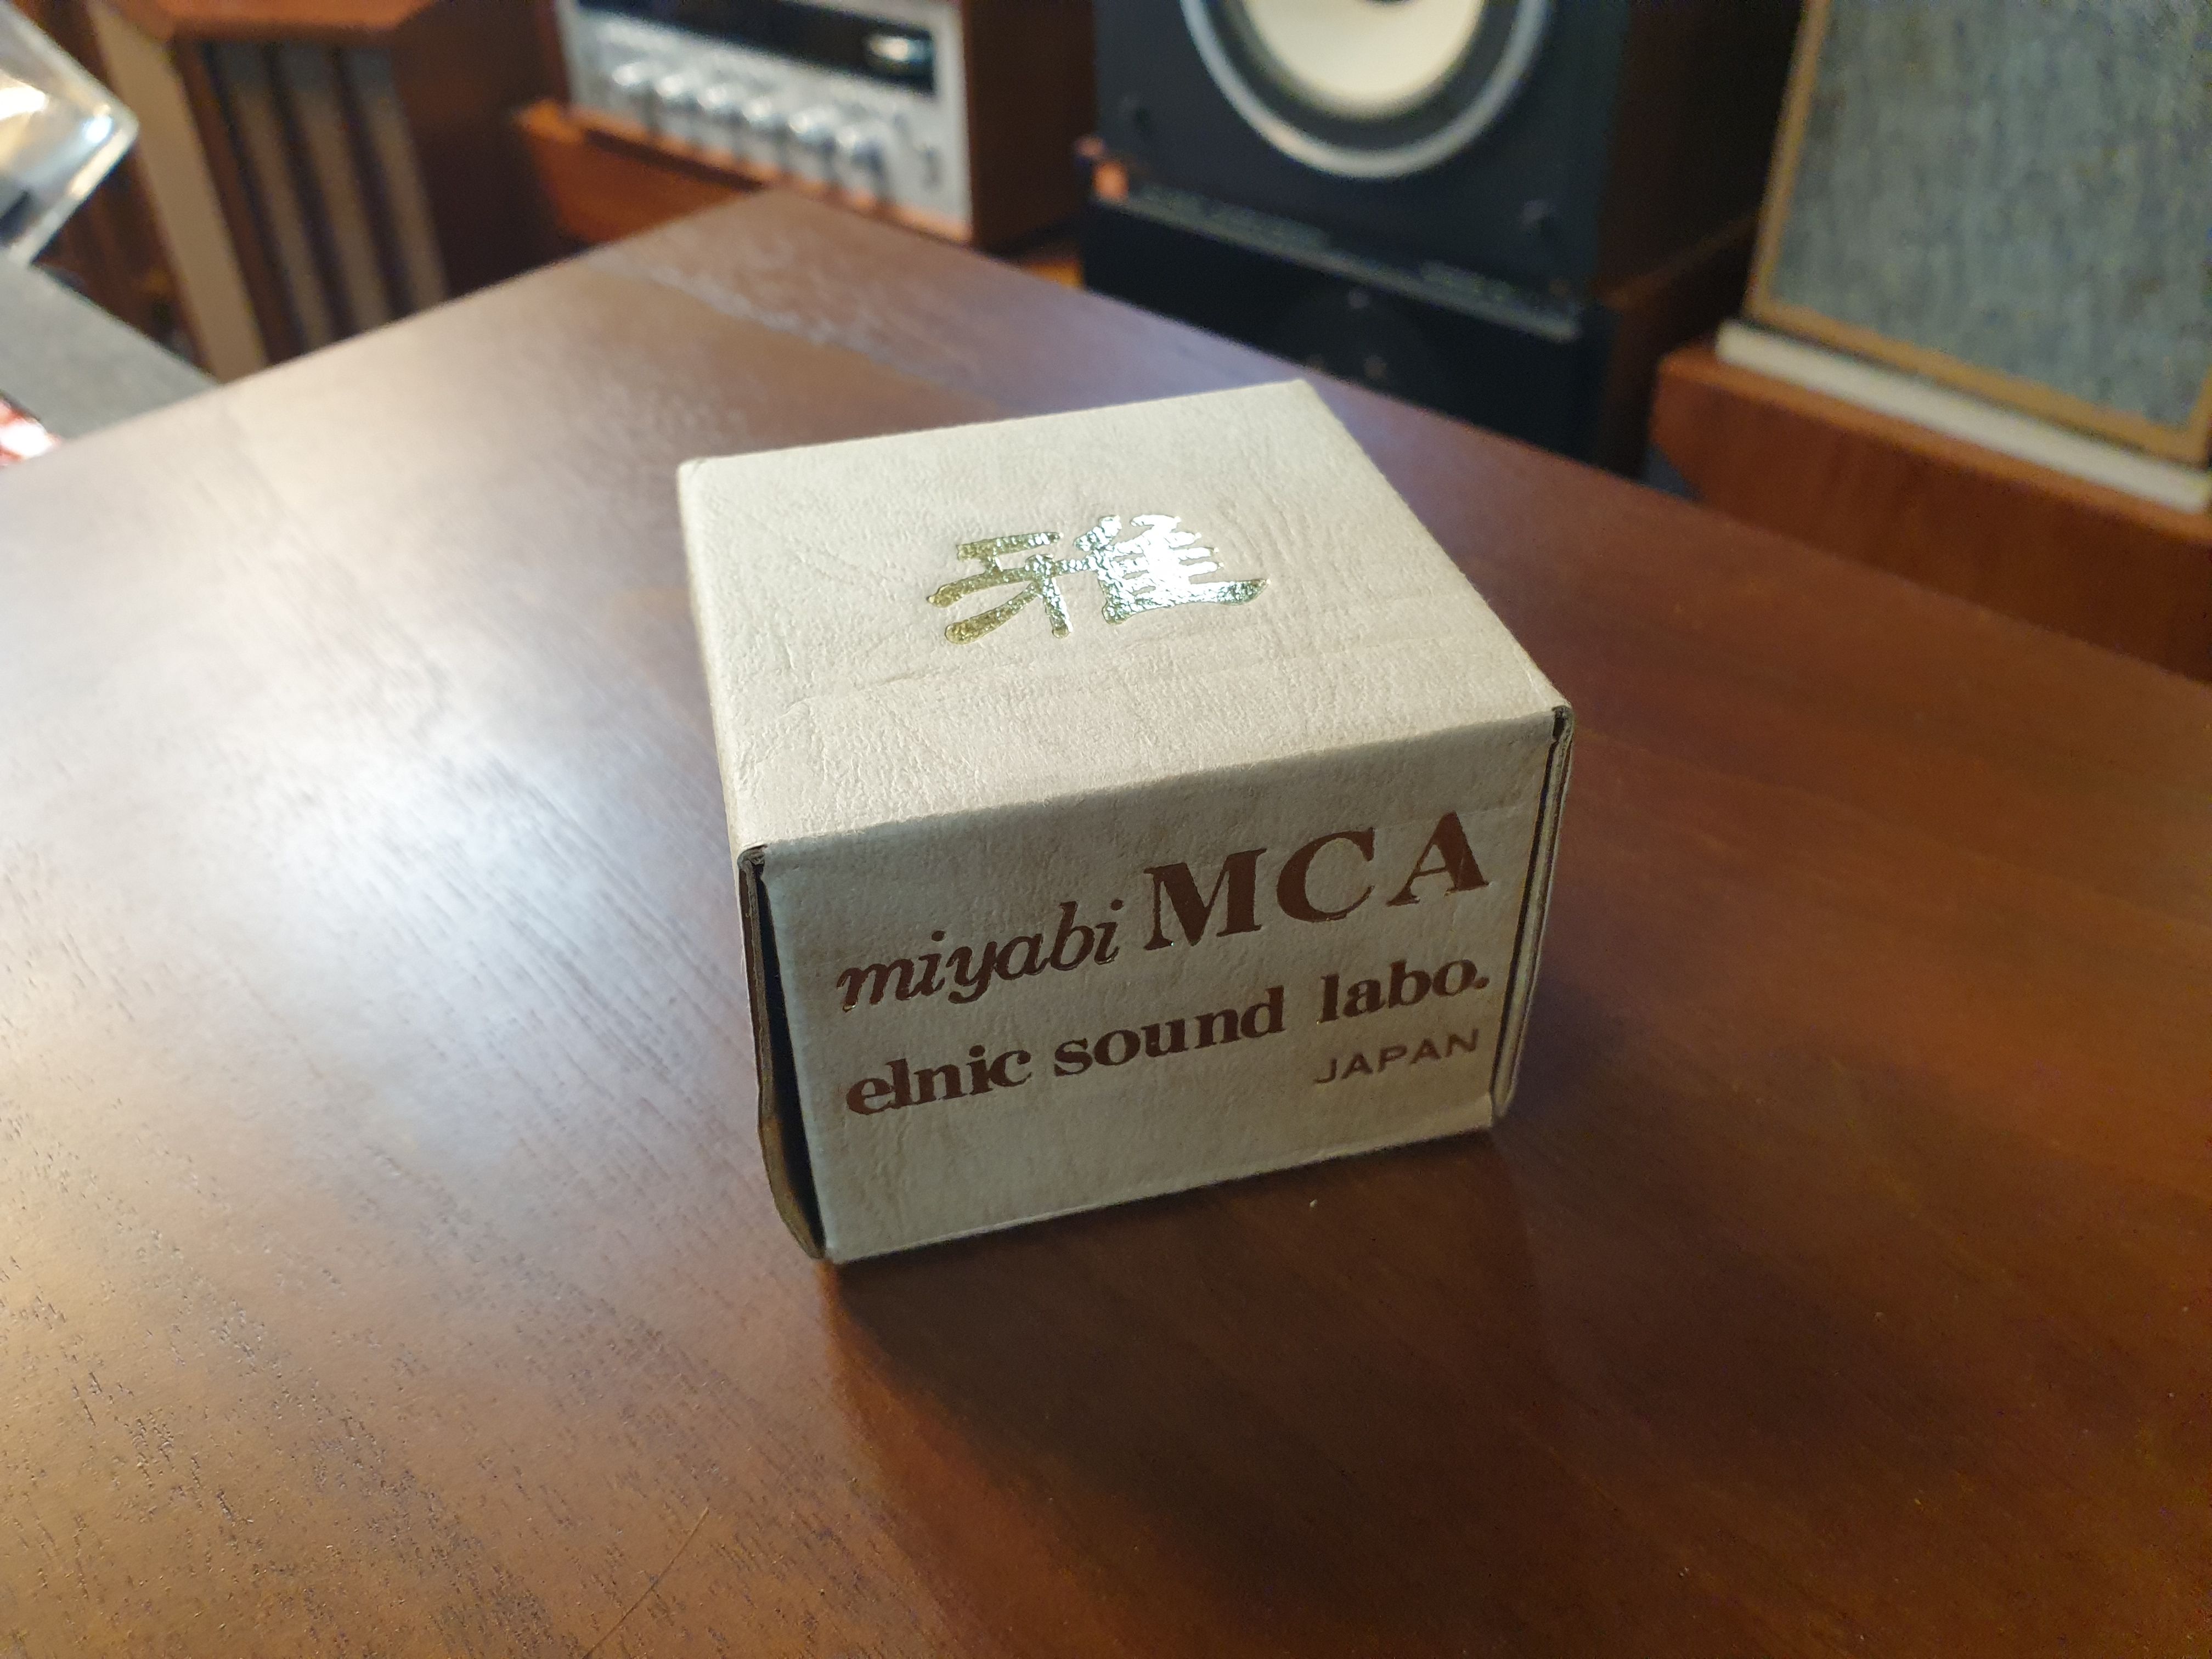 雅
miyabi MCA
elnic sound labo.
JAPAN